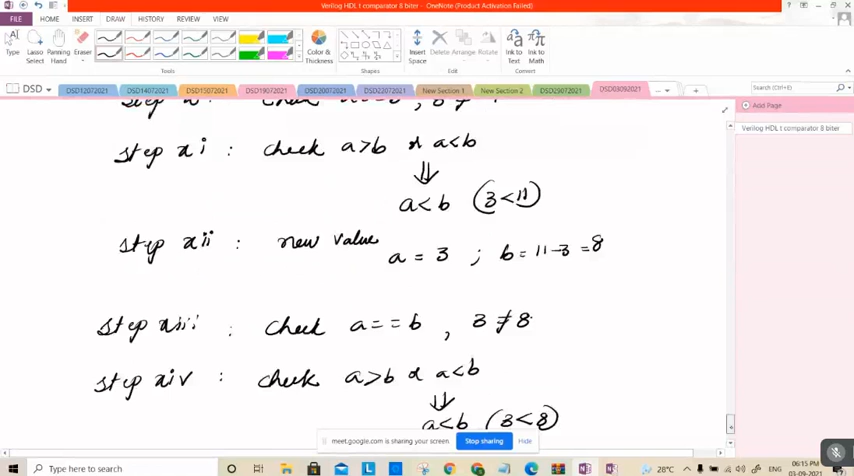 Verilog HDL t comparator 8 biter - OneNote (Product Activation Failed)
FILE HOME INSERT DRAW HISTORY REVIEW VIEW
Type
Lasso Select
Panning Hand
Eraser
Color & Thickness
Shapes
Insert Space
Delete
Arrange
Rotate
Ink to Text
Ink to Math
Tools Shapes Edit Convert
DSD DSD12072021 DSD14072021 DSD15072021 DSD19072021 DSD20072021 DSD22072021 New Section 1 New Section 2 DSD23072021 DSD03092021 Search (Ctrl+E)
Add Page
Verilog HDL t comparator 8 biter
step xi : check a>b & a<b
⇓
a<b (3<11)
step xii : new value
a = 3 ; b = 11-3 = 8
step xiii : check a==b , 3≠8
step xiv : check a>b & a<b
⇓
a<b (3<8)
meet.google.com is sharing your screen. Stop sharing Hide
Type here to search
28°C
06:15 PM
03-09-2021